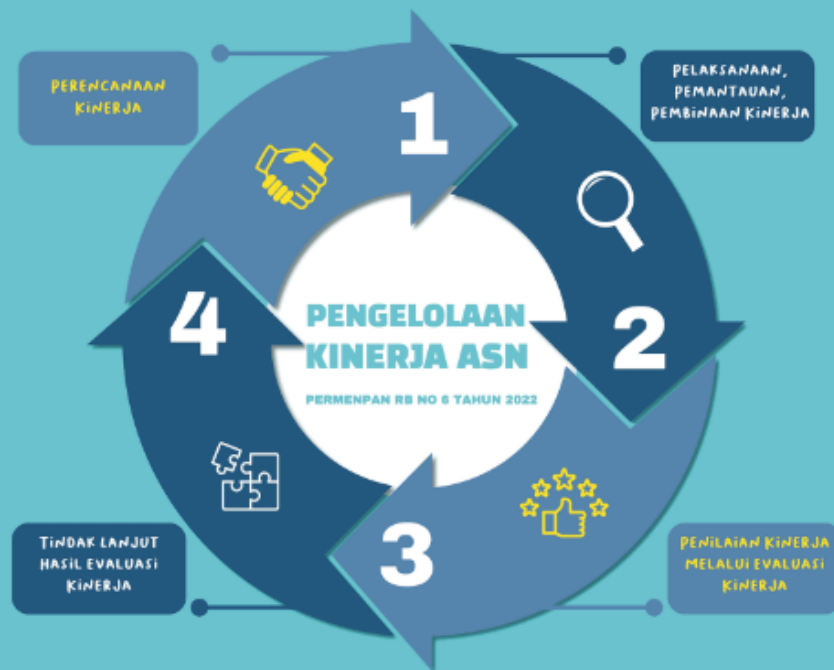 PERENCANAAN
KINERJA
1
PELAKSANAAN,
PEMANTAUAN,
PEMBINAAN KINERJA
2
PENGELOLAAN
KINERJA ASN
PERMENPAN RB NO 6 TAHUN 2022
4
3
TINDAK LANJUT
HASIL EVALUASI
KINERJA
PENILAIAN KINERJA
MELALUI EVALUASI
KINERJA